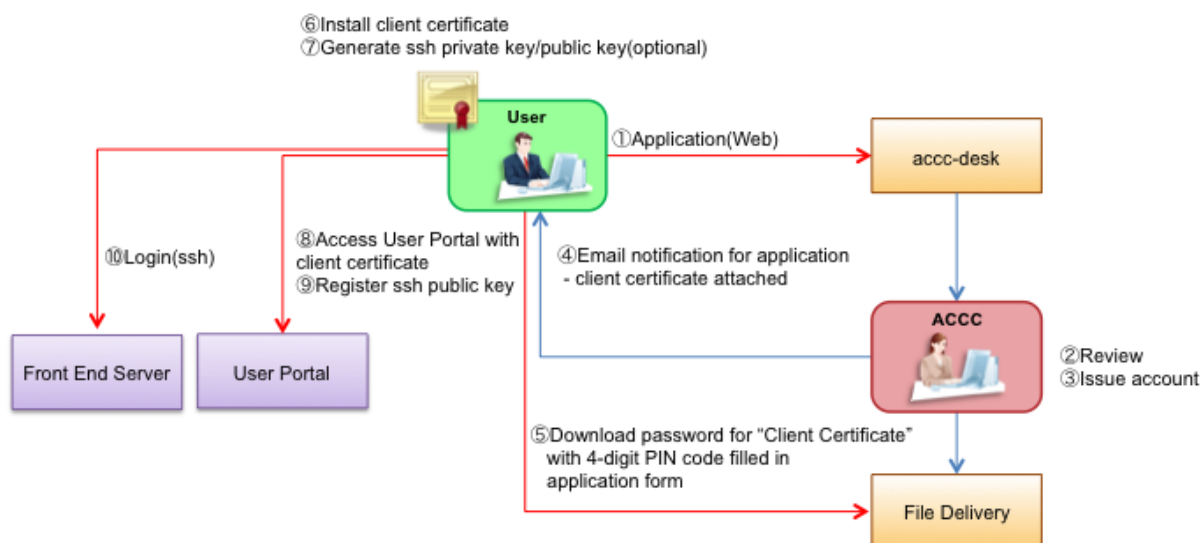 ⑥Install client certificate
⑦Generate ssh private key/public key(optional)
User
①Application(Web)
accc-desk
⑧Access User Portal with
client certificate
⑨Register ssh public key
⑩Login(ssh)
④Email notification for application
- client certificate attached
ACCC
②Review
③Issue account
Front End Server
User Portal
⑤Download password for “Client Certificate”
with 4-digit PIN code filled in
application form
File Delivery